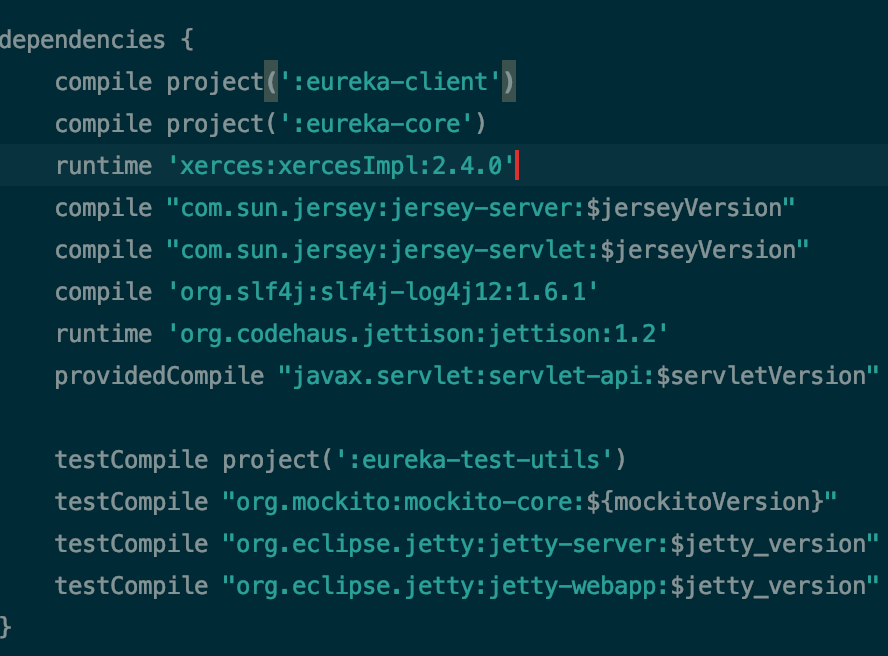 dependencies {
    compile project(':eureka-client')
    compile project(':eureka-core')
    runtime 'xerces:xercesImpl:2.4.0'
    compile "com.sun.jersey:jersey-server:$jerseyVersion"
    compile "com.sun.jersey:jersey-servlet:$jerseyVersion"
    compile 'org.slf4j:slf4j-log4j12:1.6.1'
    runtime 'org.codehaus.jettison:jettison:1.2'
    providedCompile "javax.servlet:servlet-api:$servletVersion"

    testCompile project(':eureka-test-utils')
    testCompile "org.mockito:mockito-core:${mockitoVersion}"
    testCompile "org.eclipse.jetty:jetty-server:$jetty_version"
    testCompile "org.eclipse.jetty:jetty-webapp:$jetty_version"
}